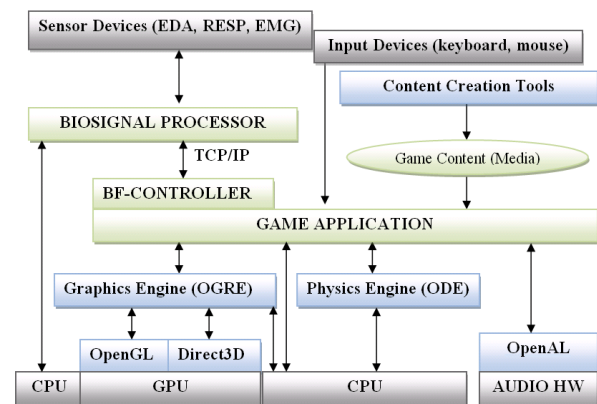 Sensor Devices (EDA, RESP, EMG)
Input Devices (keyboard, mouse)
Content Creation Tools
BIOSIGNAL PROCESSOR
TCP/IP
Game Content (Media)
BF-CONTROLLER
GAME APPLICATION
Graphics Engine (OGRE)
Physics Engine (ODE)
OpenGL
Direct3D
OpenAL
CPU
GPU
CPU
AUDIO HW